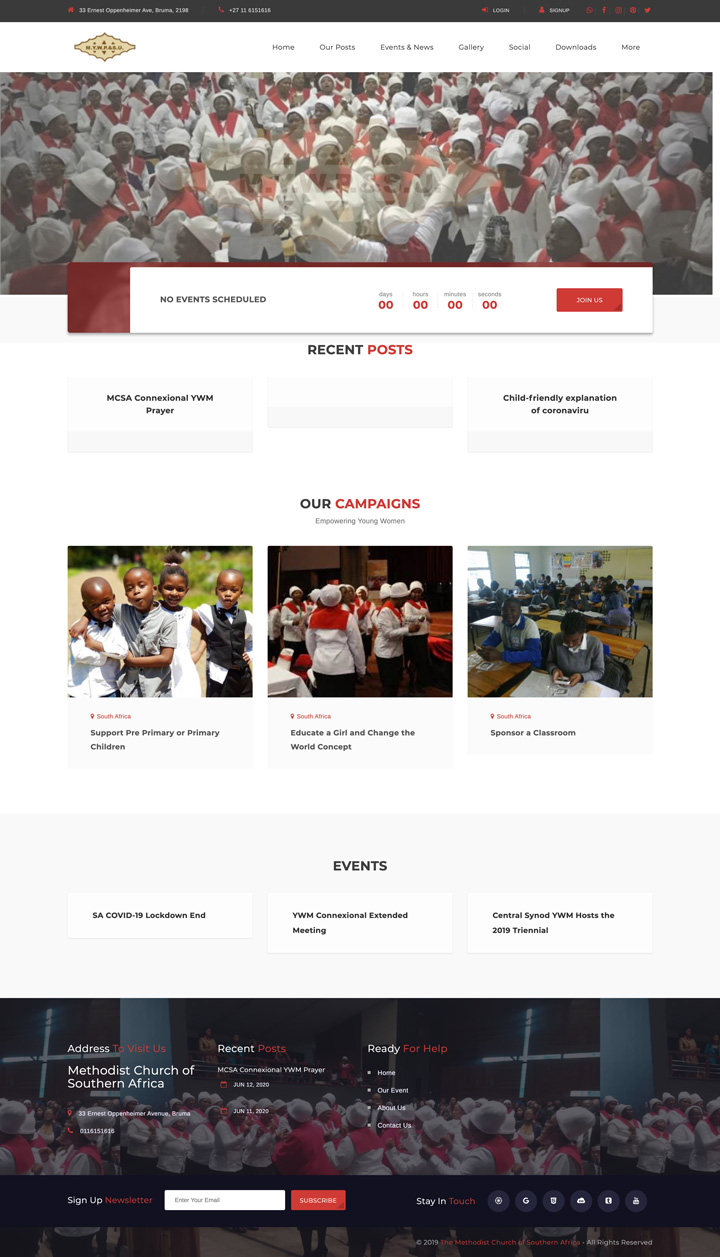 33 Ernest Oppenheimer Ave, Bruma, 2198
+27 11 6151616
LOGIN
SIGNUP
M.Y.W.P.&S.U.
Home
Our Posts
Events & News
Gallery
Social
Downloads
More
M.Y.W.P.&S.U.
NO EVENTS SCHEDULED
days
hours
minutes
seconds
00
00
00
00
JOIN US
RECENT POSTS
MCSA Connexional YWM
Prayer
Child-friendly explanation
of coronaviru
OUR CAMPAIGNS
Empowering Young Women
South Africa
Support Pre Primary or Primary
Children
South Africa
Educate a Girl and Change the
World Concept
South Africa
Sponsor a Classroom
EVENTS
SA COVID-19 Lockdown End
YWM Connexional Extended
Meeting
Central Synod YWM Hosts the
2019 Triennial
Address To Visit Us
Methodist Church of
Southern Africa
33 Ernest Oppenheimer Avenue, Bruma
0116151616
Recent Posts
MCSA Connexional YWM Prayer
JUN 12, 2020
JUN 11, 2020
Ready For Help
Home
Our Event
About Us
Contact Us
Sign Up Newsletter
Enter Your Email
SUBSCRIBE
Stay In Touch
© 2019 The Methodist Church of Southern Africa - All Rights Reserved